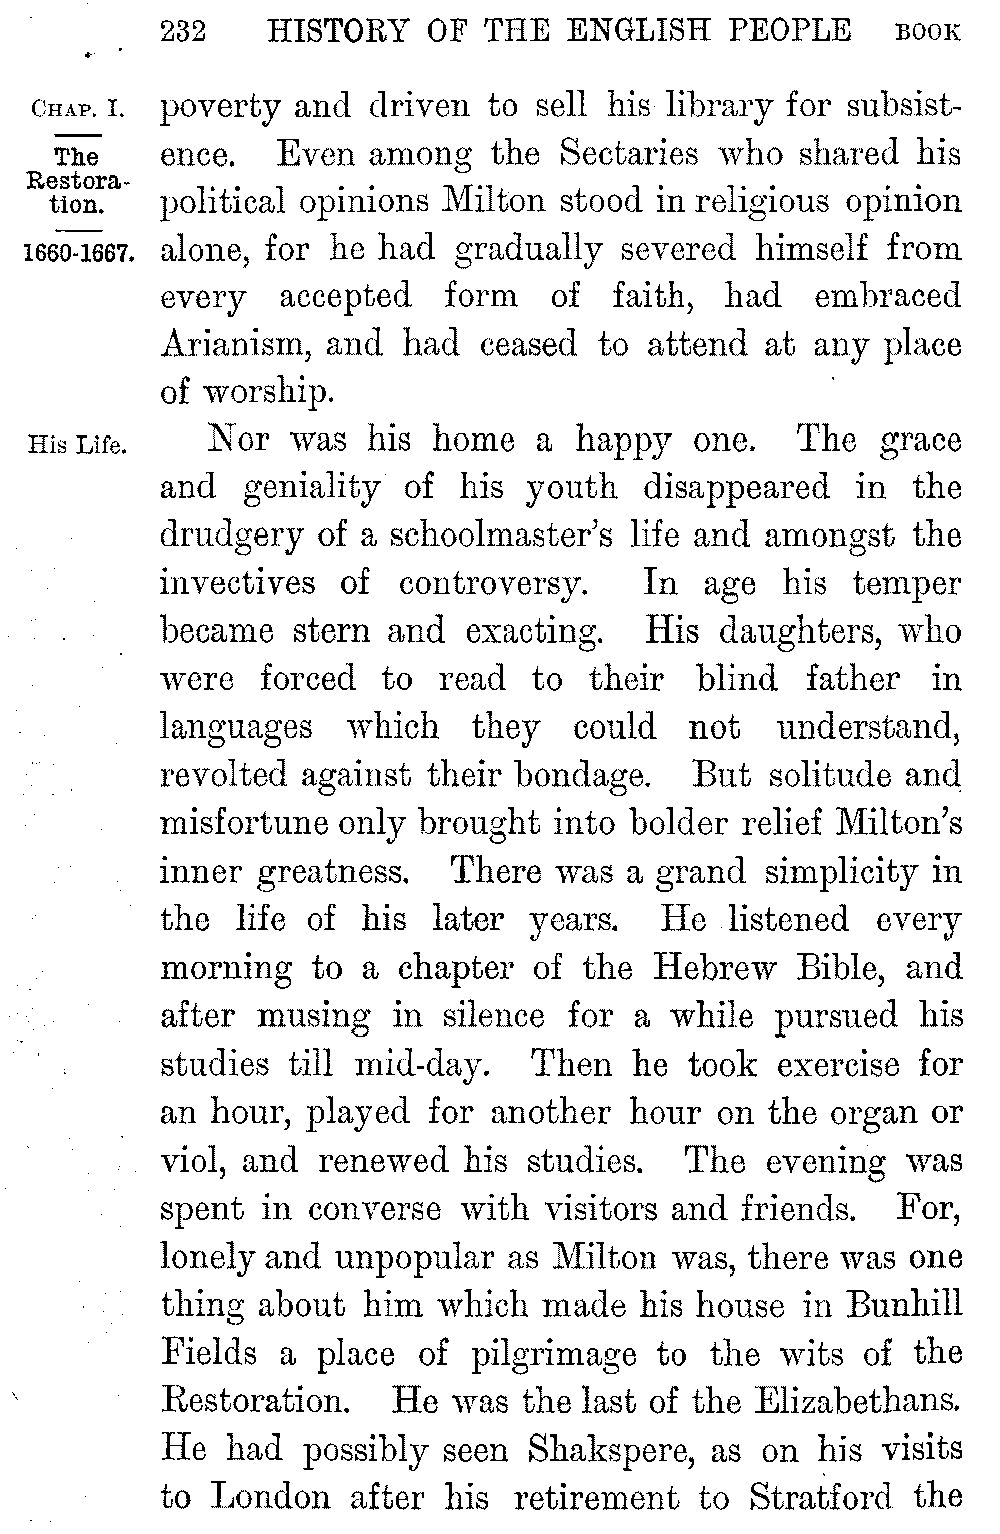 232 HISTORY OF THE ENGLISH PEOPLE BOOK
CHAP. I.
The
Restora-
tion.
1660-1667.
poverty and driven to sell his library for subsist-
ence. Even among the Sectaries who shared his
political opinions Milton stood in religious opinion
alone, for he had gradually severed himself from
every accepted form of faith, had embraced
Arianism, and had ceased to attend at any place
of worship.
His Life.
Nor was his home a happy one. The grace
and geniality of his youth disappeared in the
drudgery of a schoolmaster's life and amongst the
invectives of controversy. In age his temper
became stern and exacting. His daughters, who
were forced to read to their blind father in
languages which they could not understand,
revolted against their bondage. But solitude and
misfortune only brought into bolder relief Milton's
inner greatness. There was a grand simplicity in
the life of his later years. He listened every
morning to a chapter of the Hebrew Bible, and
after musing in silence for a while pursued his
studies till mid-day. Then he took exercise for
an hour, played for another hour on the organ or
viol, and renewed his studies. The evening was
spent in converse with visitors and friends. For,
lonely and unpopular as Milton was, there was one
thing about him which made his house in Bunhill
Fields a place of pilgrimage to the wits of the
Restoration. He was the last of the Elizabethans.
He had possibly seen Shakspere, as on his visits
to London after his retirement to Stratford the